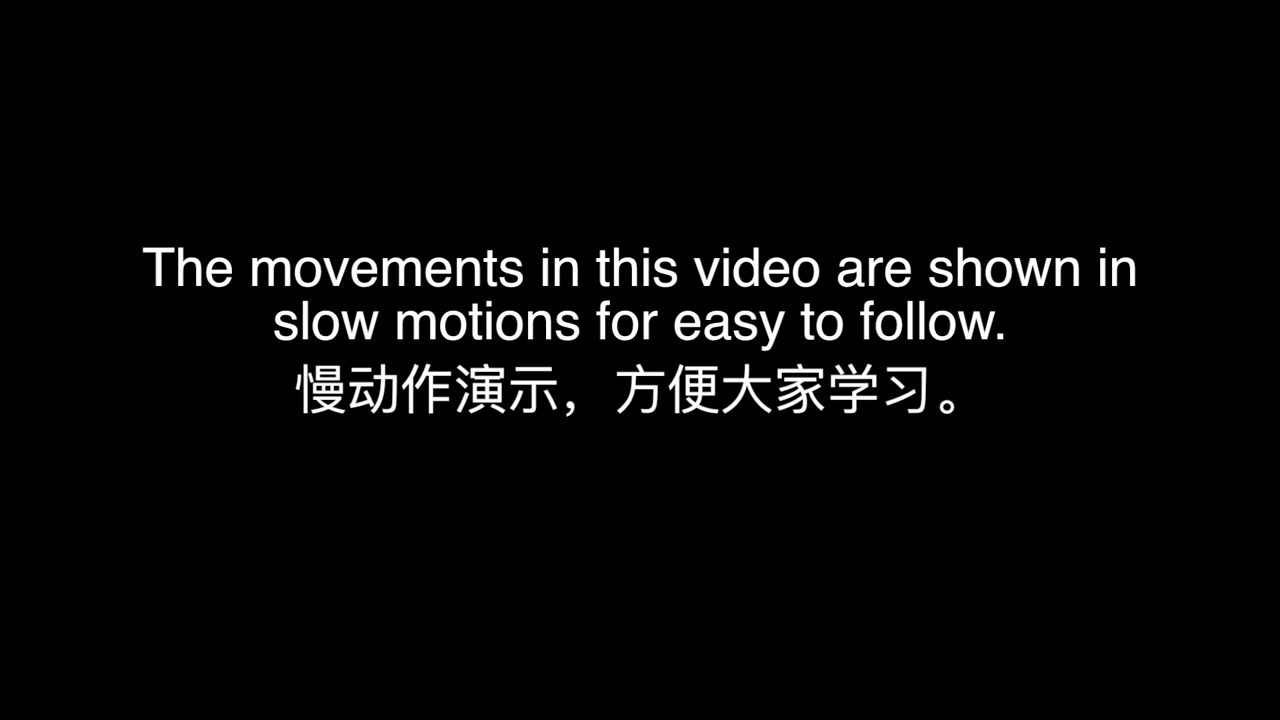 The movements in this video are shown in
slow motions for easy to follow.
慢动作演示，方便大家学习。